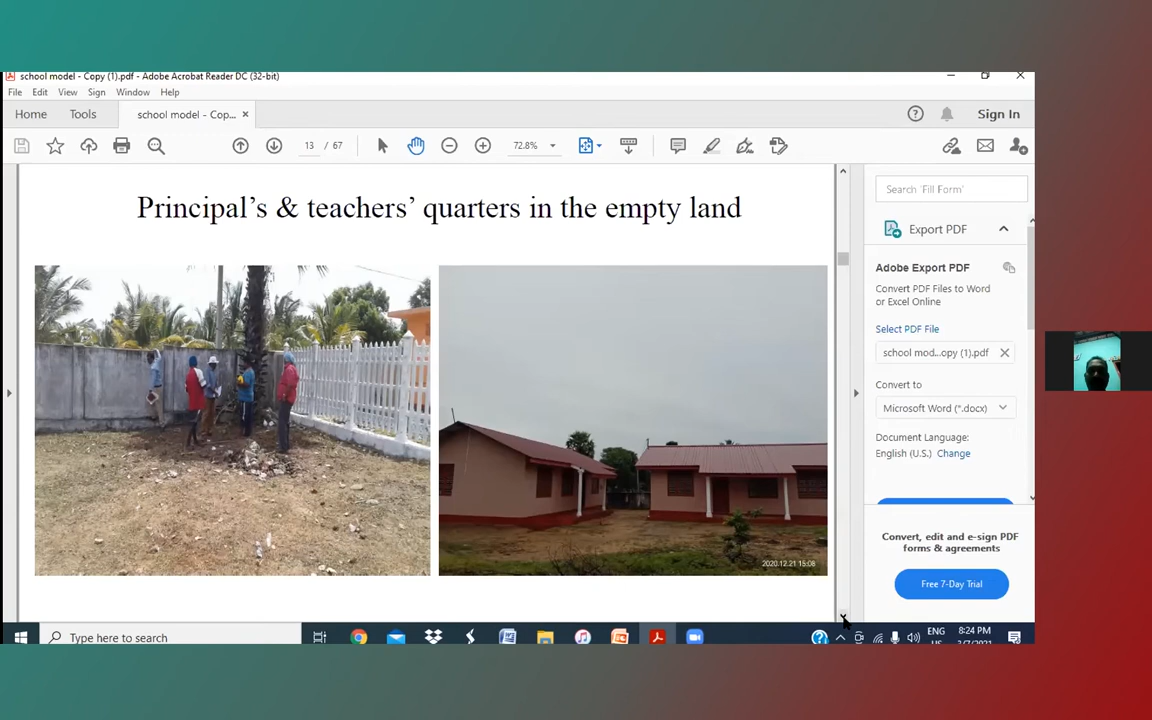 school model - Copy (1).pdf - Adobe Acrobat Reader DC (32-bit)
File Edit View Sign Window Help
Home Tools school model - Cop... × Sign In
13 / 67 72.8%
Principal’s & teachers’ quarters in the empty land
2020.12.21 15:08
Search 'Fill Form'
Export PDF
Adobe Export PDF
Convert PDF Files to Word
or Excel Online
Select PDF File
school mod...opy (1).pdf
Convert to
Microsoft Word (*.docx)
Document Language:
English (U.S.) Change
Convert, edit and e-sign PDF
forms & agreements
Free 7-Day Trial
Type here to search
ENG
8:24 PM